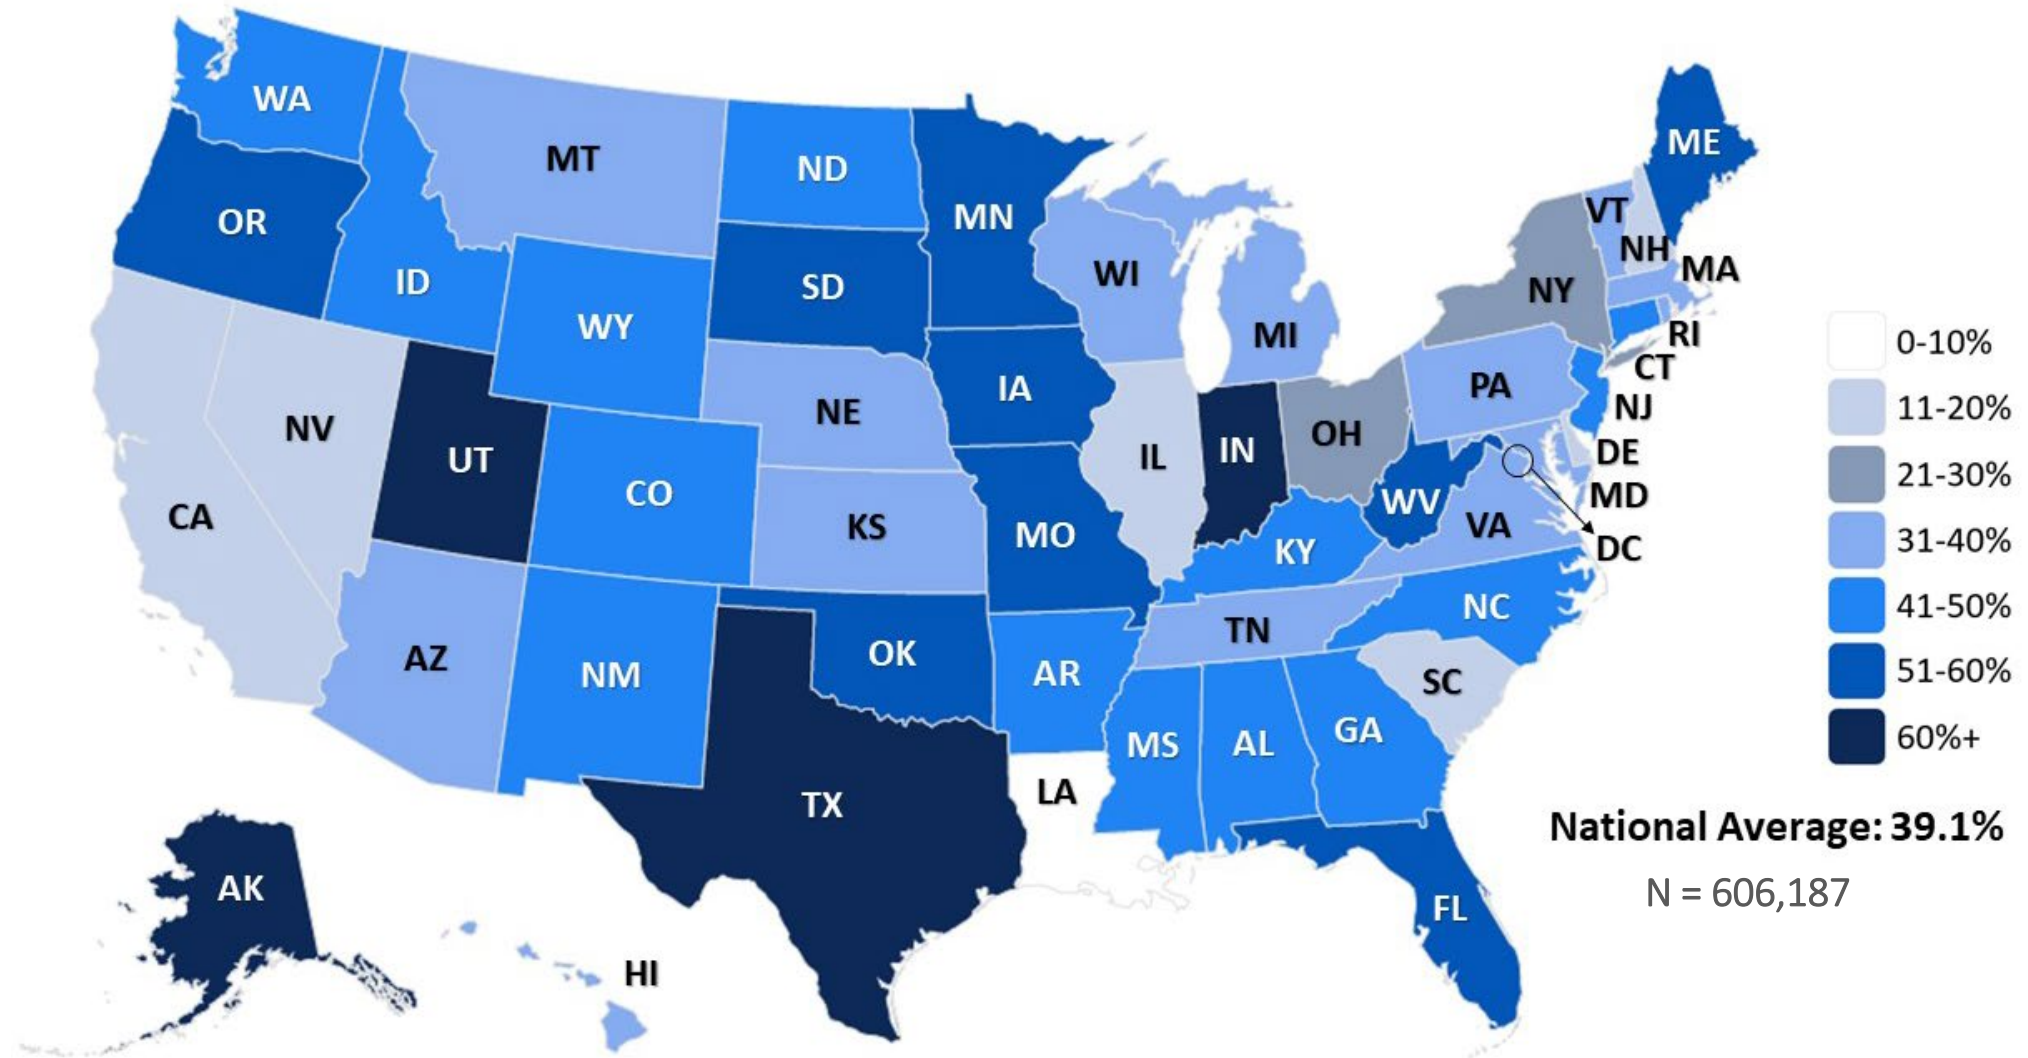 WA
OR
ID
MT
ND
SD
WY
MN
WI
MI
ME
VT
NH
MA
NY
RI
CT
PA
NJ
DE
MD
DC
CA
NV
UT
CO
NE
KS
IA
MO
IL
IN
OH
WV
VA
KY
AZ
NM
OK
TX
AR
TN
NC
SC
MS
AL
GA
LA
FL
AK
HI
0-10%
11-20%
21-30%
31-40%
41-50%
51-60%
60%+
National Average: 39.1%
N = 606,187